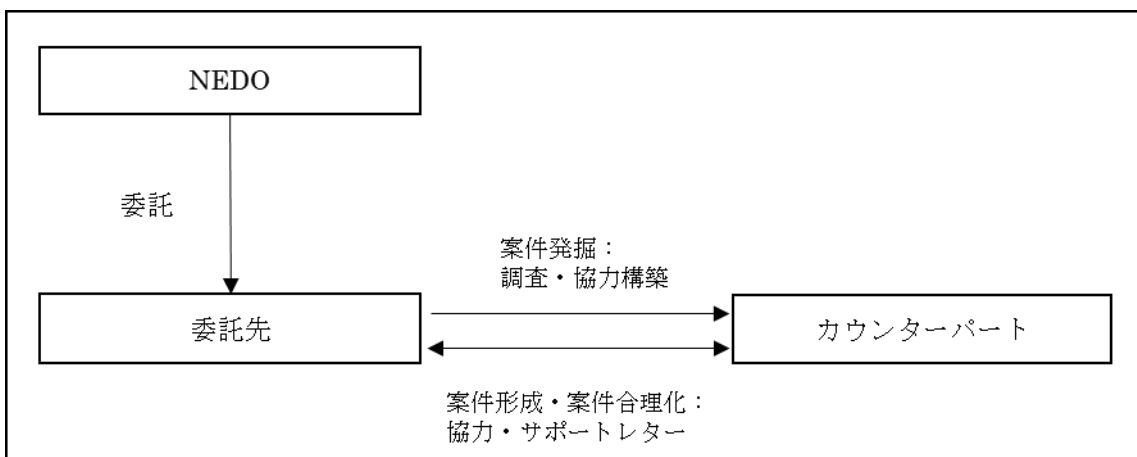 NEDO
委託
案件発掘：
調査・協力構築
委託先
カウンターパート
案件形成・案件合理化：
協力・サポートレター